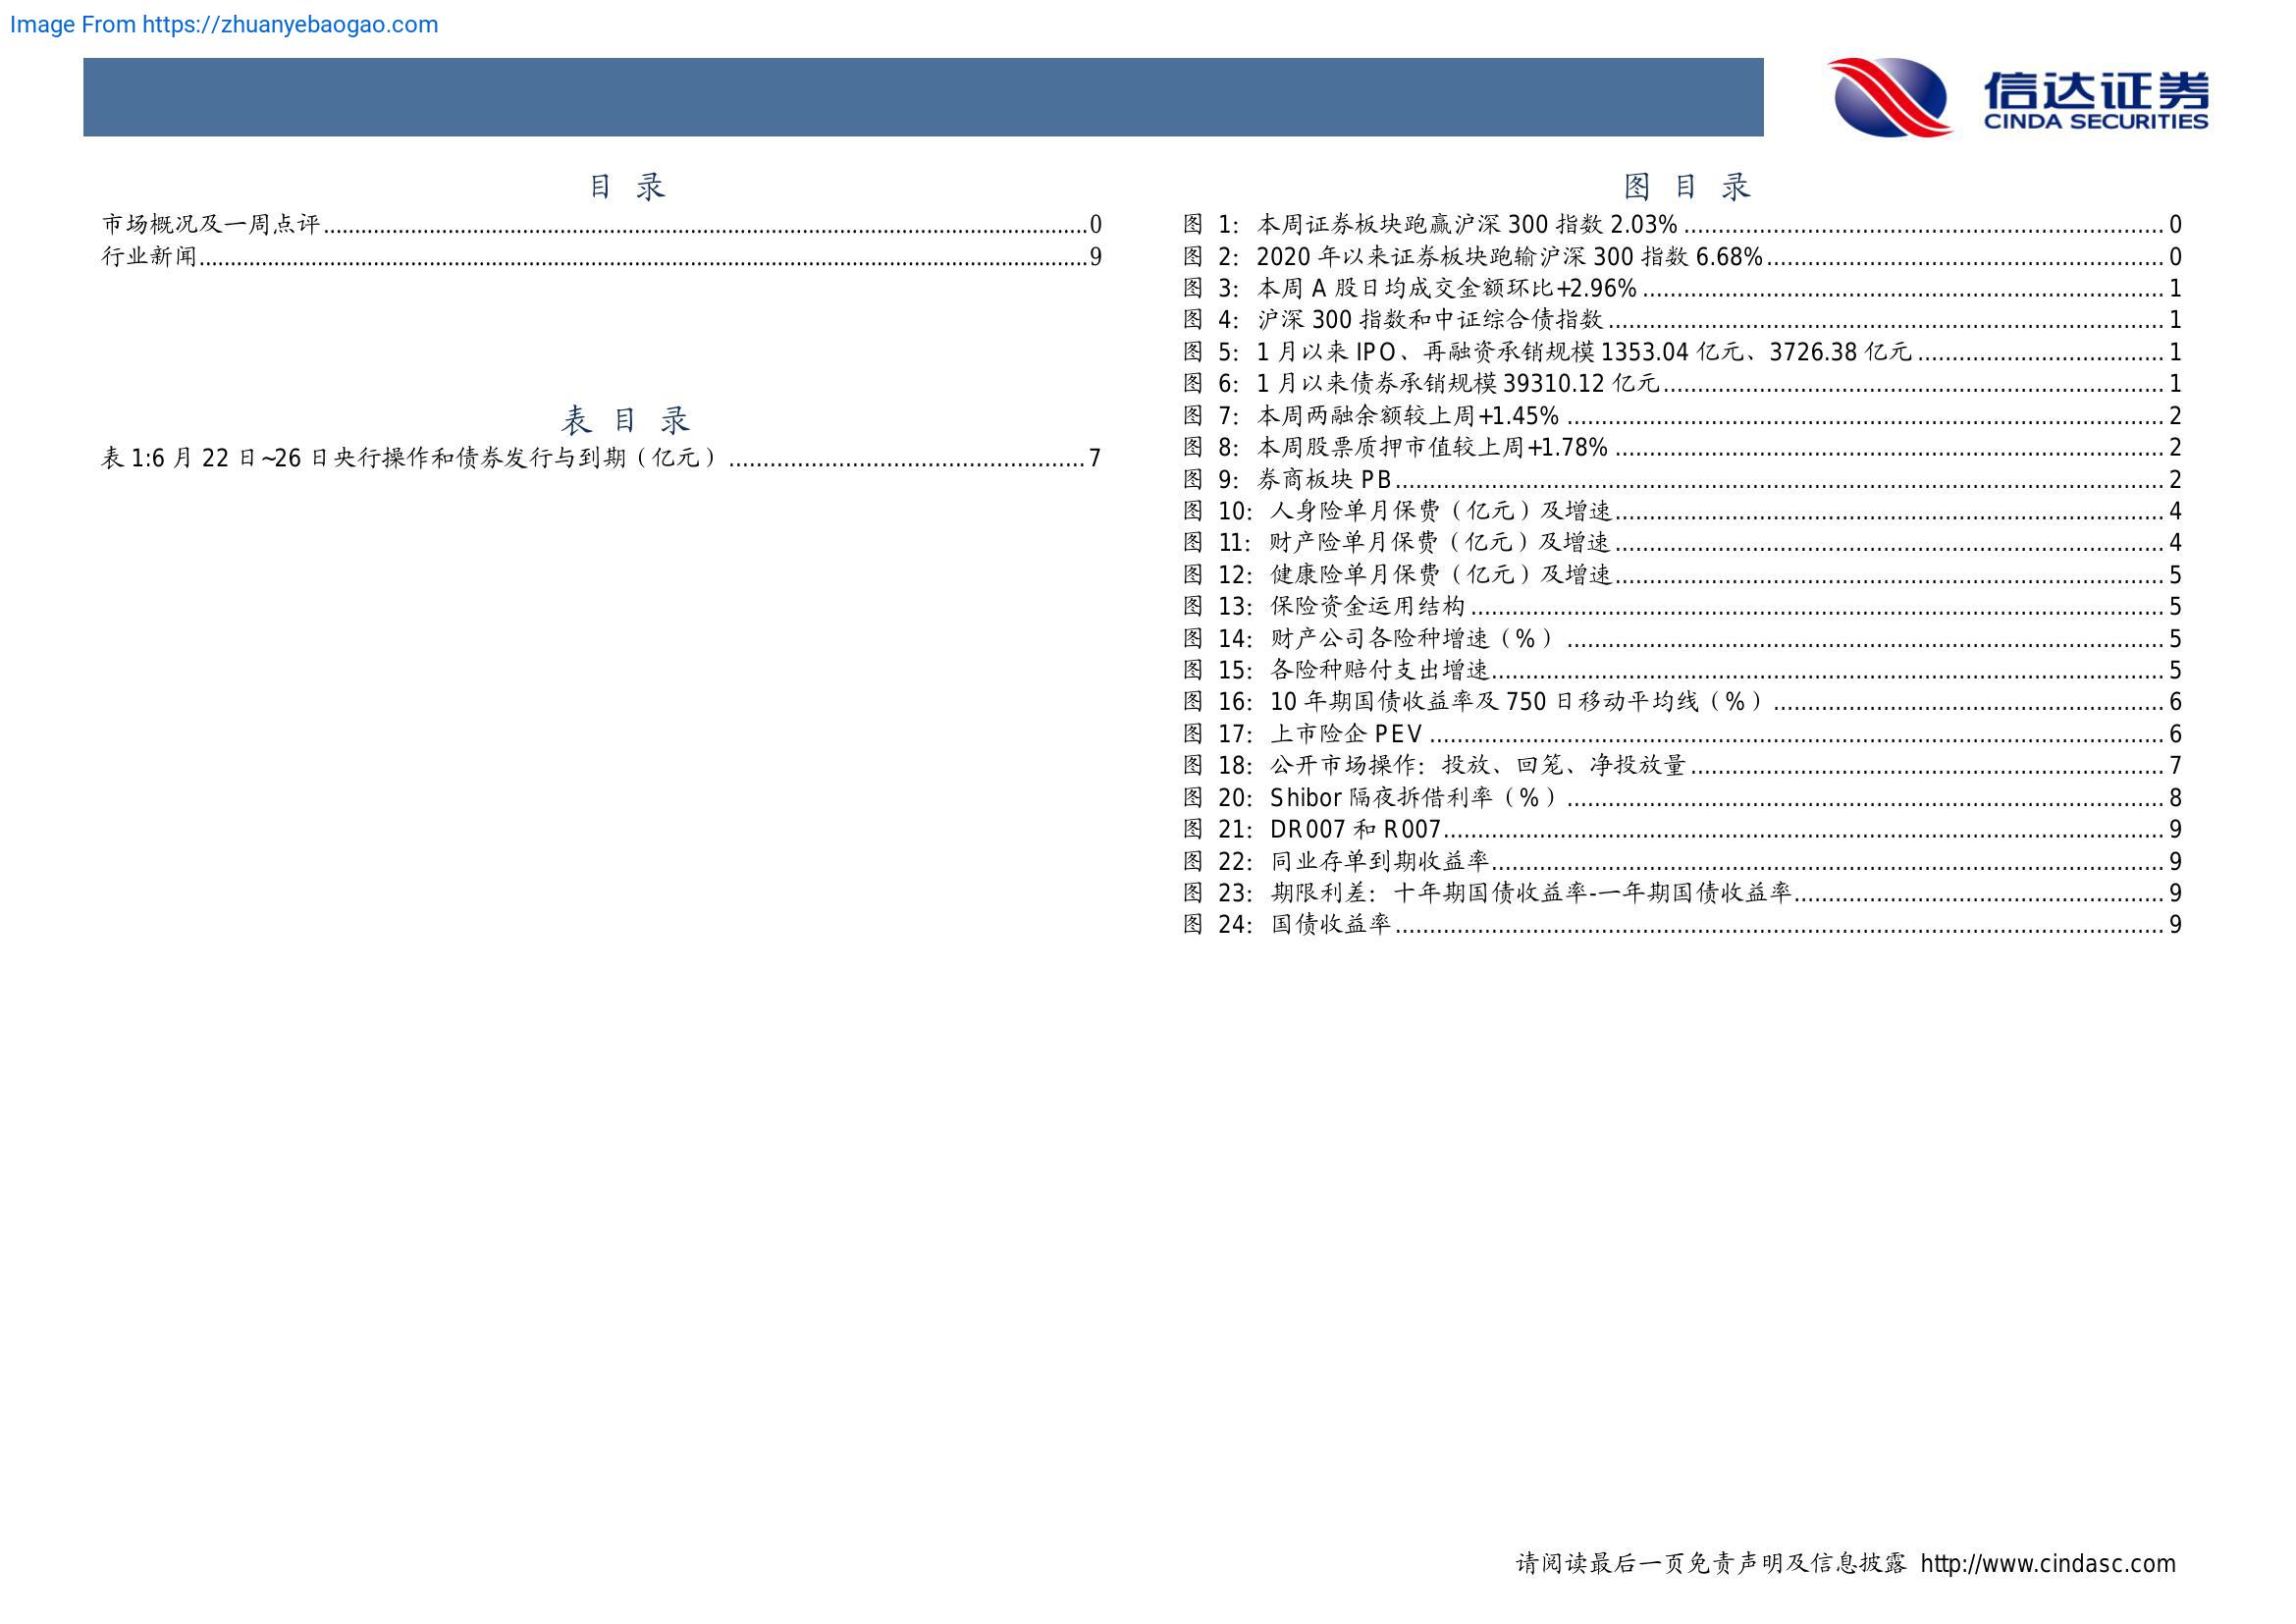 Image From https://zhuanyebaogao.com
信达证券
CINDA SECURITIES
目 录
市场概况及一周点评........0
行业新闻........9
表 目 录
表 1:6 月 22 日~26 日央行操作和债券发行与到期（亿元）........7
图 目 录
图 1：本周证券板块跑赢沪深 300 指数 2.03%........0
图 2：2020 年以来证券板块跑输沪深 300 指数 6.68%........0
图 3：本周 A 股日均成交金额环比+2.96%........1
图 4：沪深 300 指数和中证综合债指数........1
图 5：1 月以来 IPO、再融资承销规模 1353.04 亿元、3726.38 亿元........1
图 6：1 月以来债券承销规模 39310.12 亿元........1
图 7：本周两融余额较上周+1.45%........2
图 8：本周股票质押市值较上周+1.78%........2
图 9：券商板块 PB........2
图 10：人身险单月保费（亿元）及增速........4
图 11：财产险单月保费（亿元）及增速........4
图 12：健康险单月保费（亿元）及增速........5
图 13：保险资金运用结构........5
图 14：财产公司各险种增速（%）........5
图 15：各险种赔付支出增速........5
图 16：10 年期国债收益率及 750 日移动平均线（%）........6
图 17：上市险企 PEV........6
图 18：公开市场操作：投放、回笼、净投放量........7
图 20：Shibor 隔夜拆借利率（%）........8
图 21：DR007 和 R007........9
图 22：同业存单到期收益率........9
图 23：期限利差：十年期国债收益率-一年期国债收益率........9
图 24：国债收益率........9
请阅读最后一页免责声明及信息披露 http://www.cindasc.com